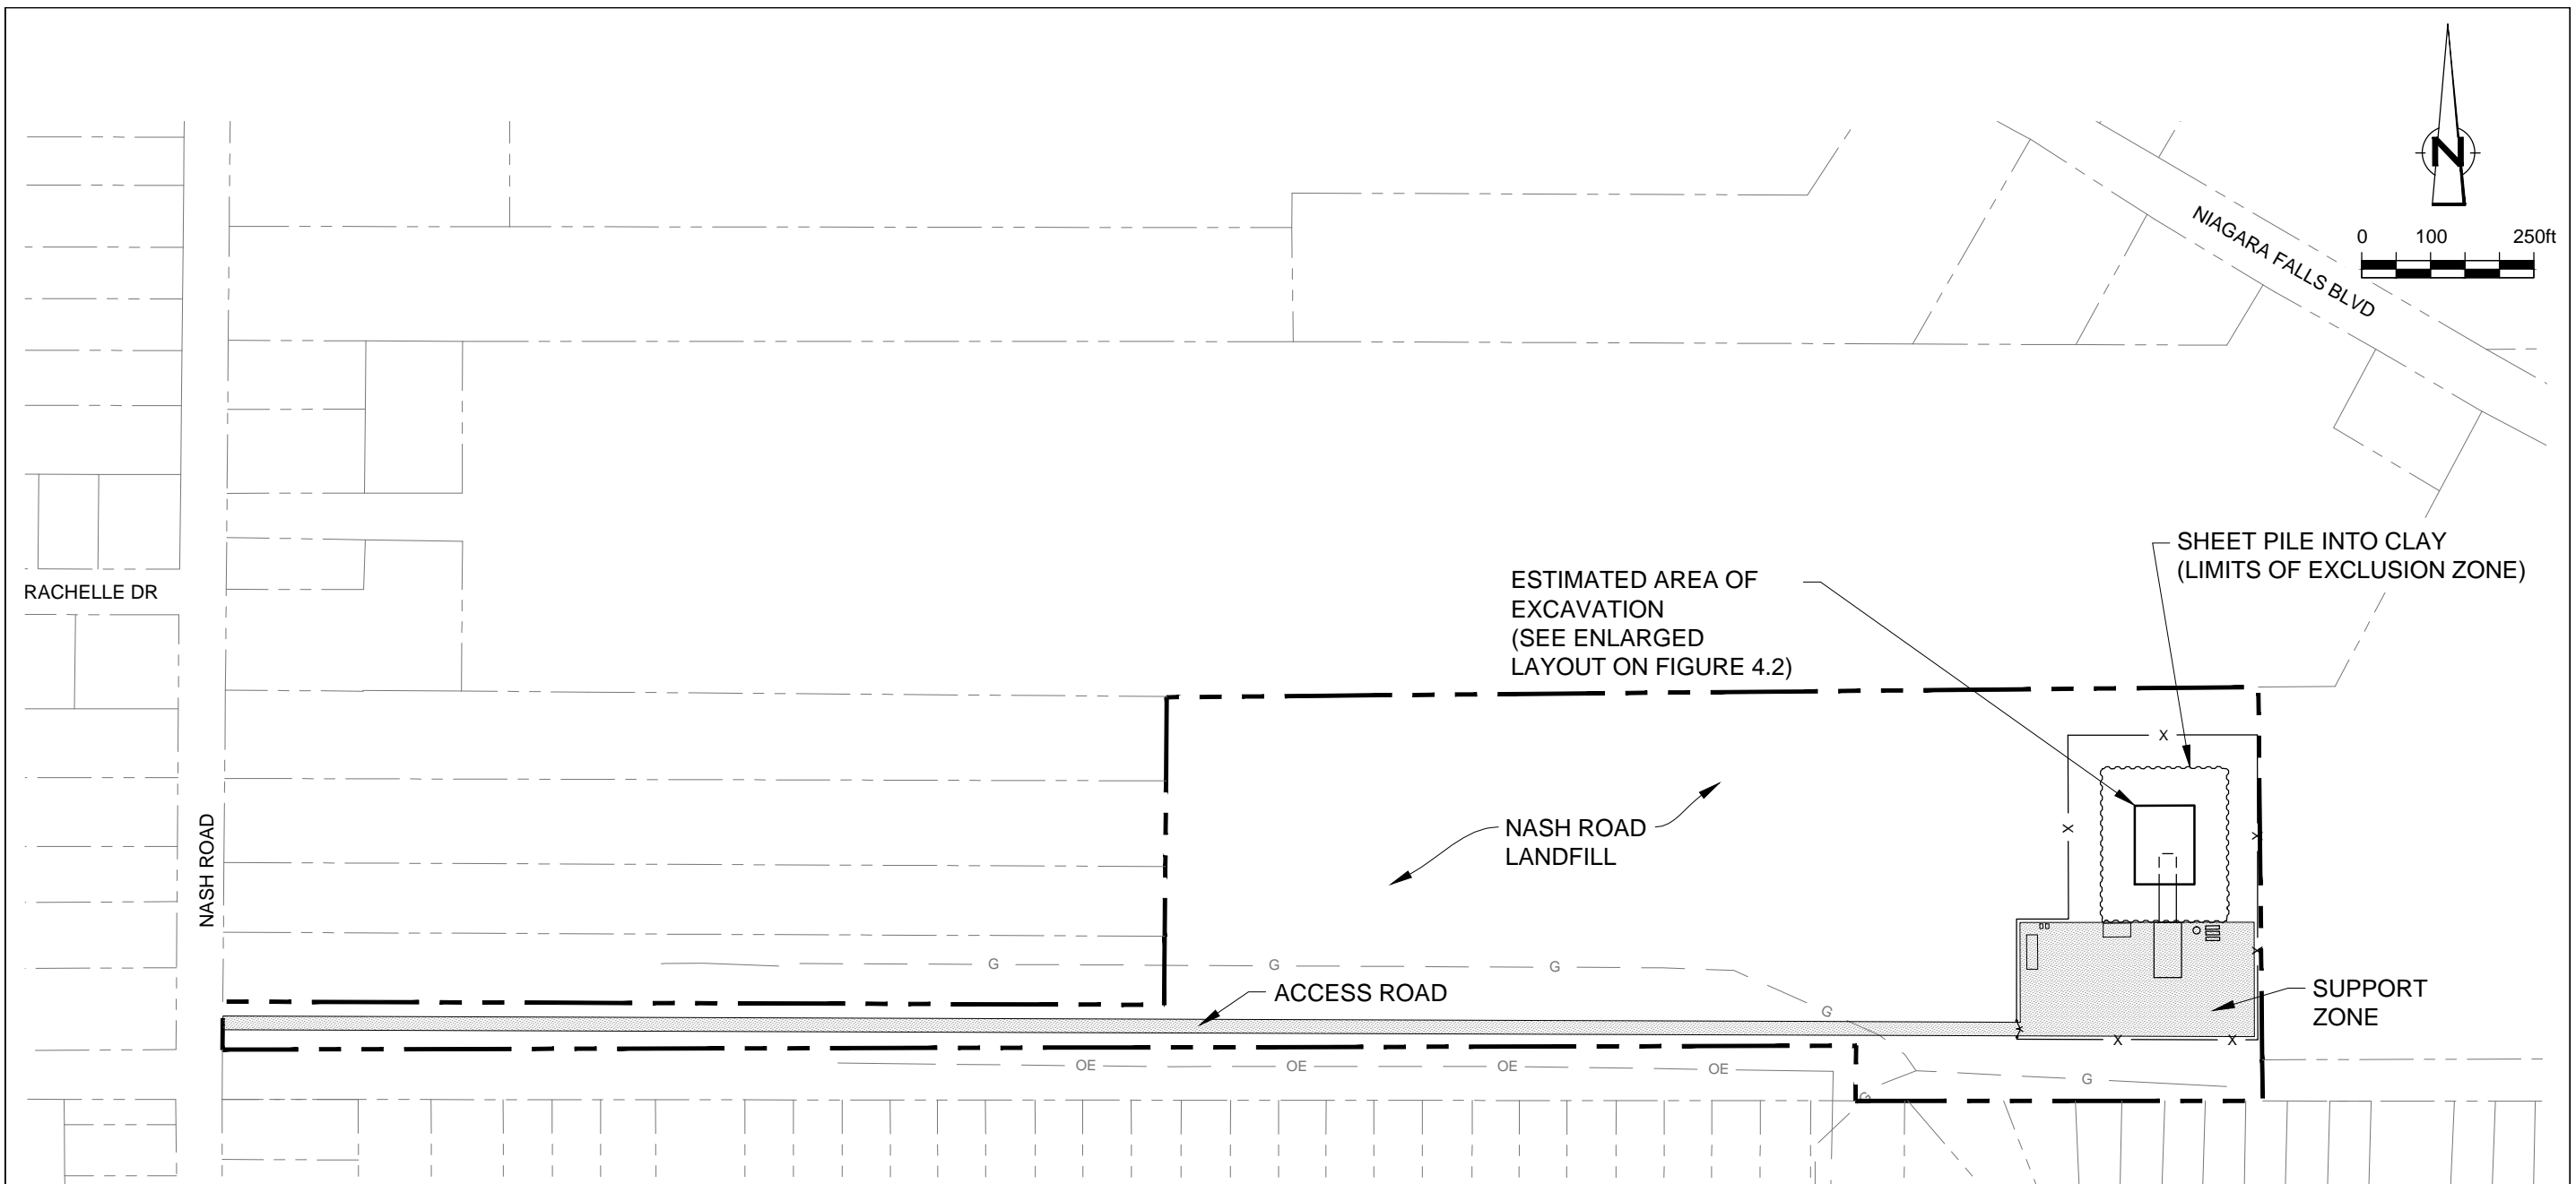 N
0 100 250ft
NIAGARA FALLS BLVD
SHEET PILE INTO CLAY
(LIMITS OF EXCLUSION ZONE)
RACHELLE DR
ESTIMATED AREA OF
EXCAVATION
(SEE ENLARGED
LAYOUT ON FIGURE 4.2)
X
X
X
NASH ROAD
NASH ROAD
LANDFILL
X
G
G
G
ACCESS ROAD
SUPPORT
ZONE
G
X
X
X
OE
OE
OE
OE
G
G